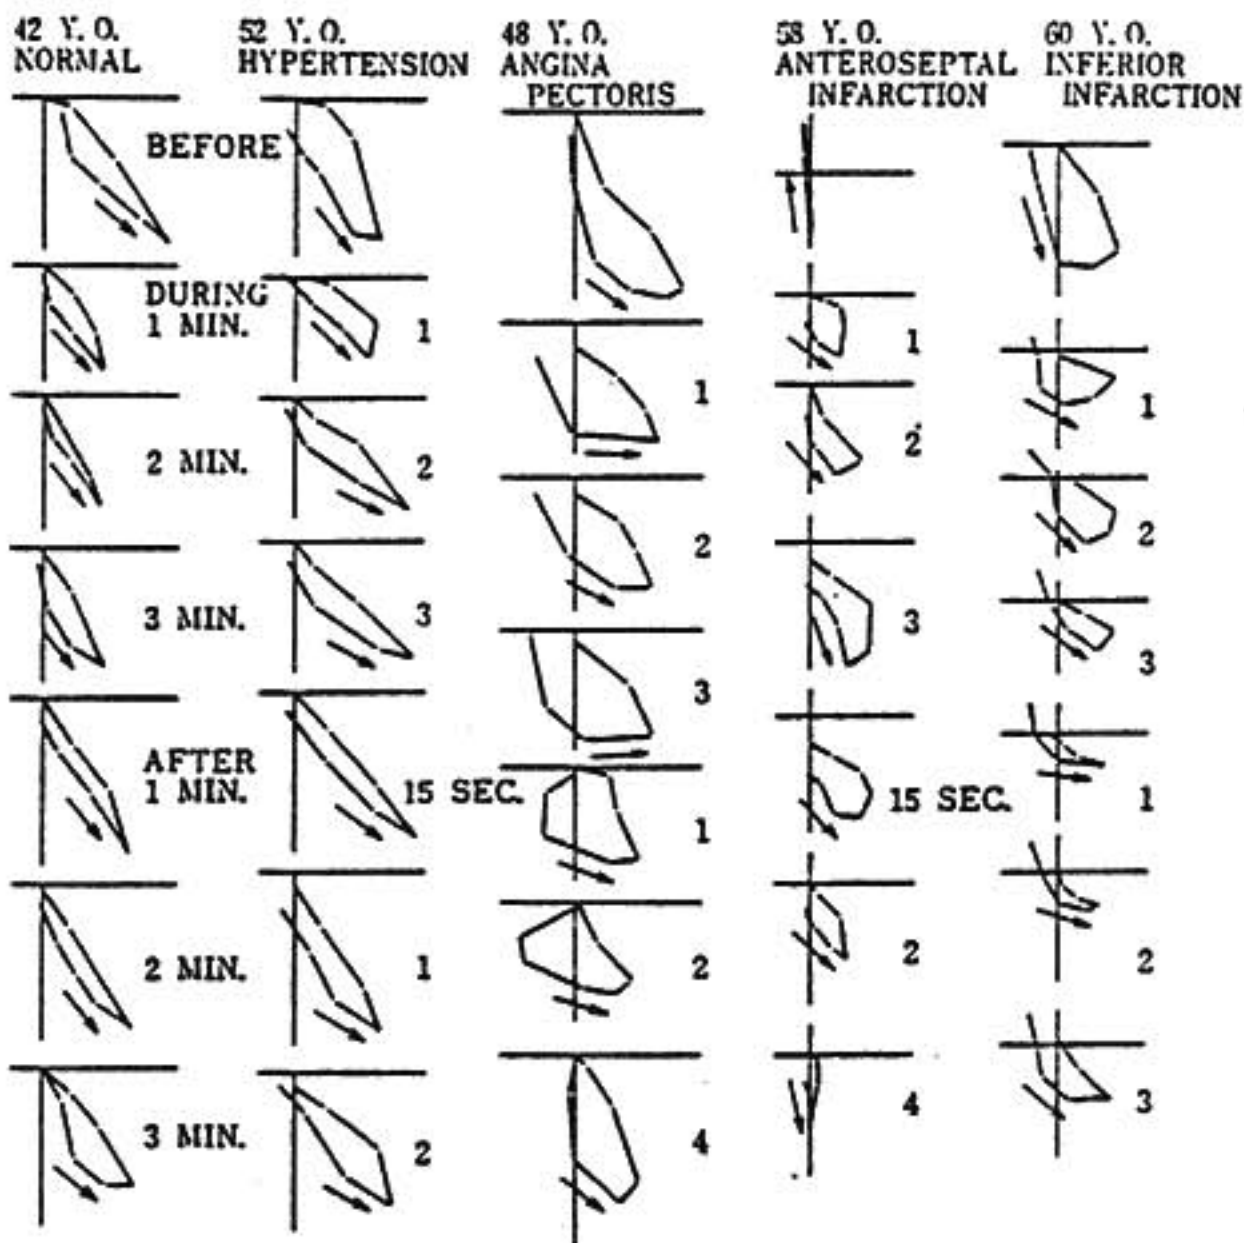 42 Y. O.
NORMAL
52 Y. O.
HYPERTENSION
48 Y. O.
ANGINA
PECTORIS
58 Y. O.
ANTEROSEPTAL
INFARCTION
60 Y. O.
INFERIOR
INFARCTION
BEFORE
DURING
1 MIN.
1
1
1
1
2 MIN.
2
2
2
2
3 MIN.
3
3
3
3
AFTER
1 MIN.
15 SEC.
1
15 SEC.
1
2 MIN.
1
2
2
2
3 MIN.
2
4
4
3